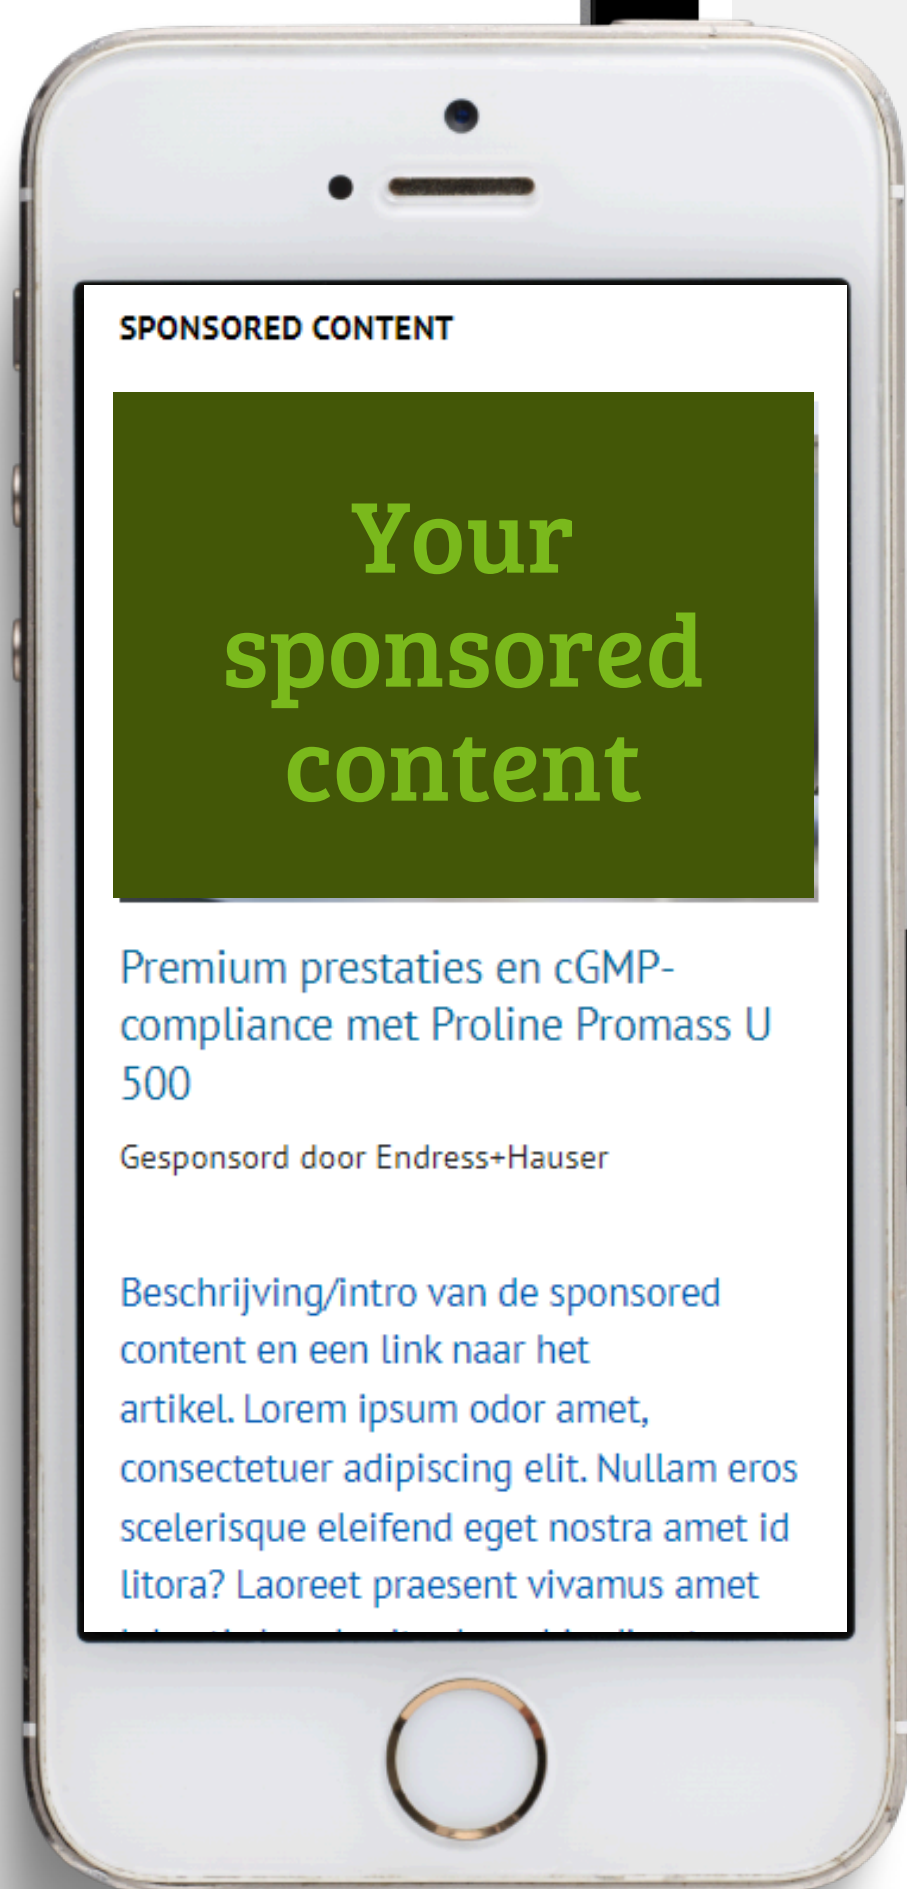 SPONSORED CONTENT
Your
sponsored
content
Premium prestaties en cGMP-
compliance met Proline Promass U
500
Gesponsord door Endress+Hauser
Beschrijving/intro van de sponsored
content en een link naar het
artikel. Lorem ipsum odor amet,
consectetuer adipiscing elit. Nullam eros
scelerisque eleifend eget nostra amet id
litora? Laoreet praesent vivamus amet